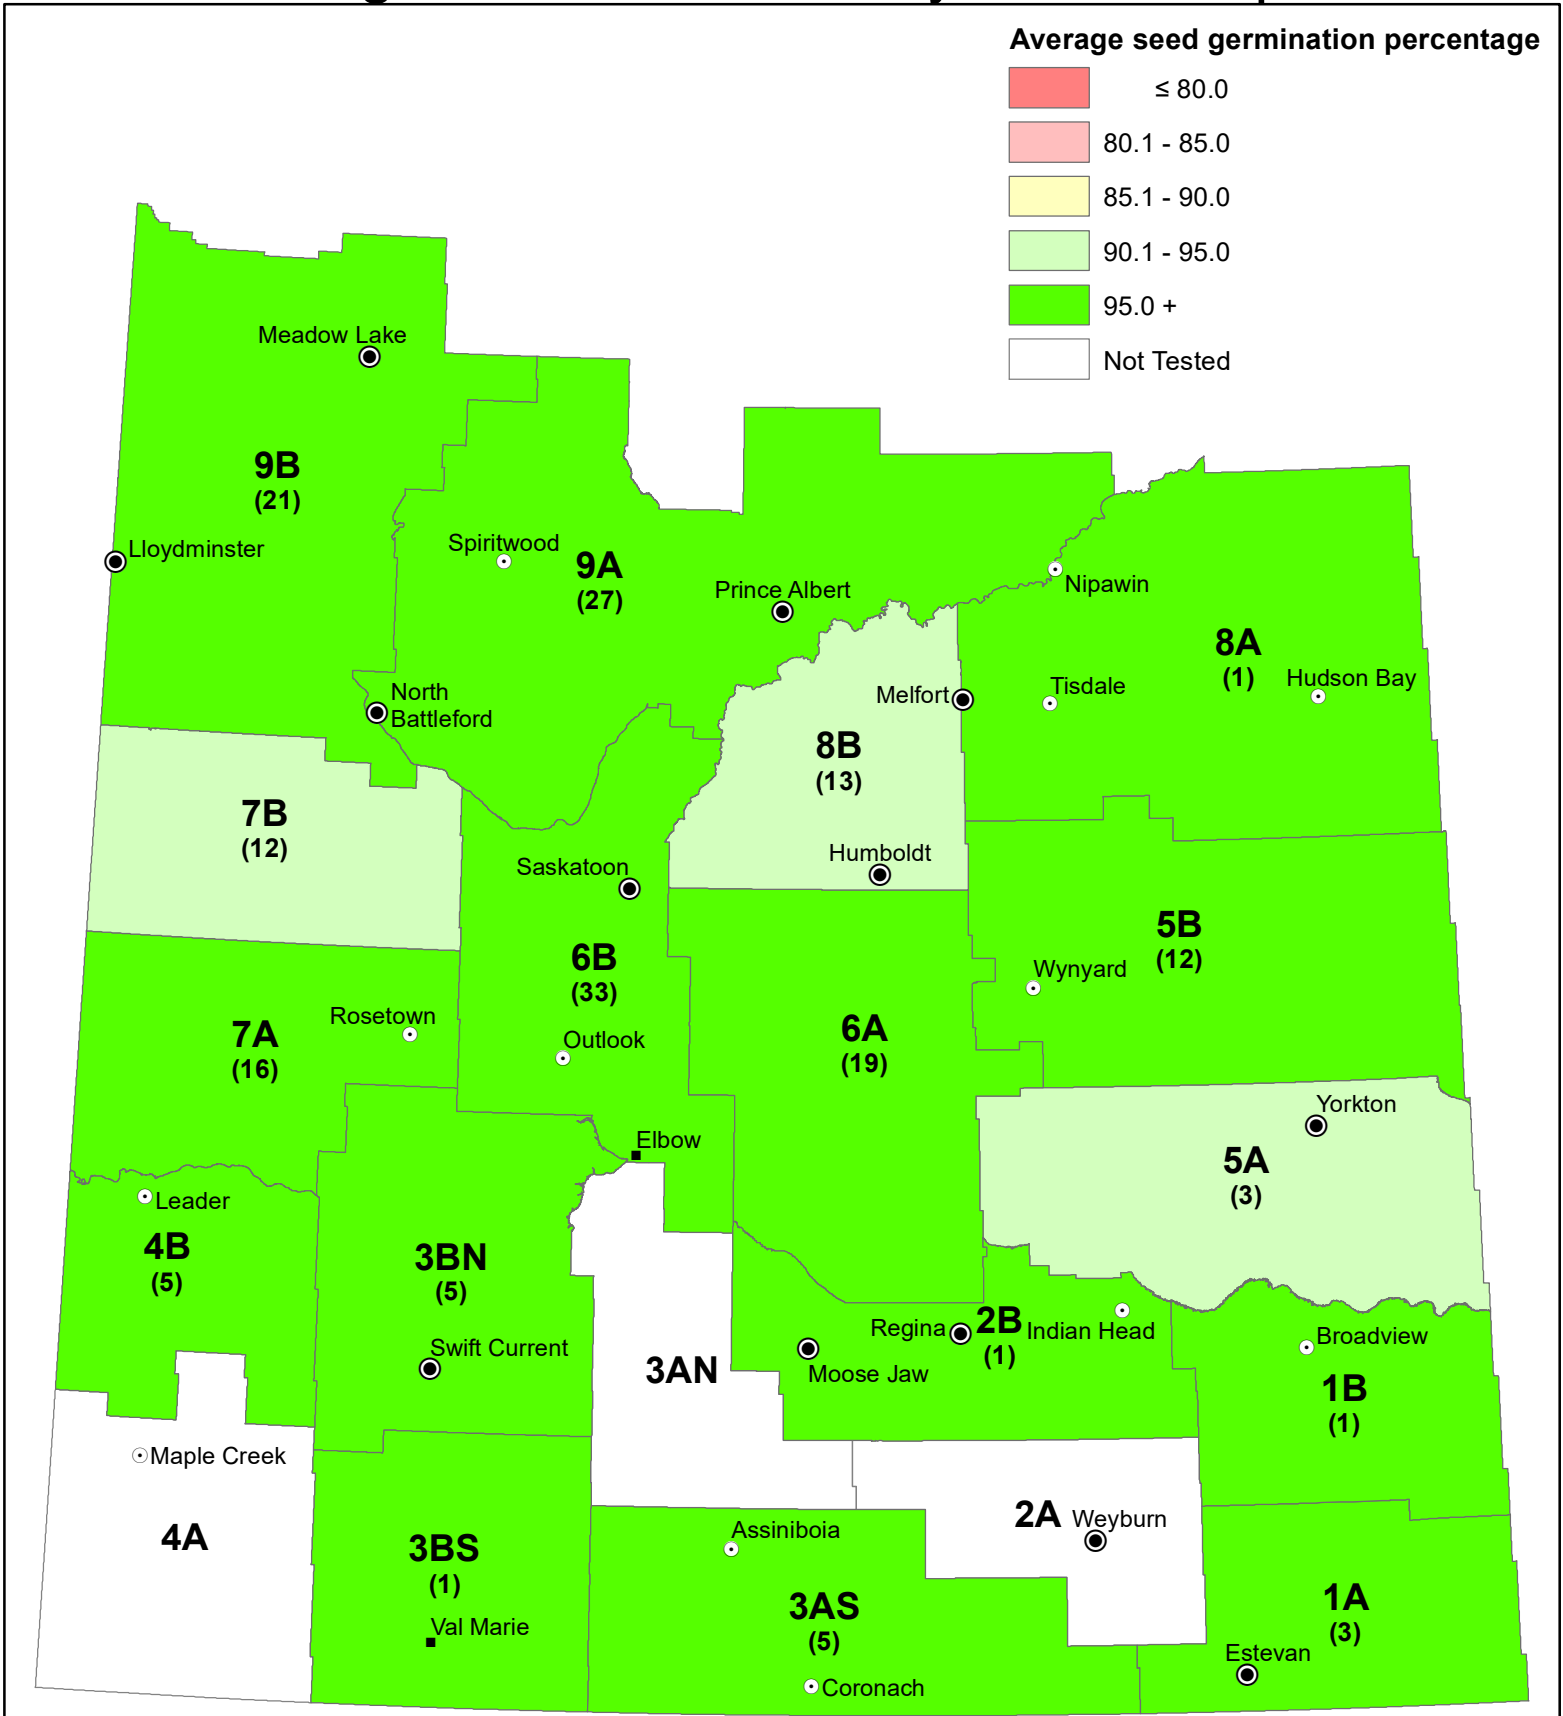 Average seed germination percentage
≤ 80.0
80.1 - 85.0
85.1 - 90.0
90.1 - 95.0
95.0 +
Not Tested
Meadow Lake
9B
(21)
Lloydminster
Spiritwood
9A
(27)
Prince Albert
Nipawin
8A
(1)
Hudson Bay
Tisdale
Melfort
North
Battleford
8B
(13)
7B
(12)
Humboldt
Saskatoon
5B
(12)
6B
(33)
Wynyard
Rosetown
7A
(16)
Outlook
6A
(19)
Yorkton
Elbow
5A
(3)
Leader
4B
(5)
3BN
(5)
Regina
2B
(1)
Indian Head
Broadview
Swift Current
Moose Jaw
3AN
1B
(1)
Maple Creek
4A
2A
Weyburn
Assiniboia
3BS
(1)
Val Marie
3AS
(5)
1A
(3)
Estevan
Coronach